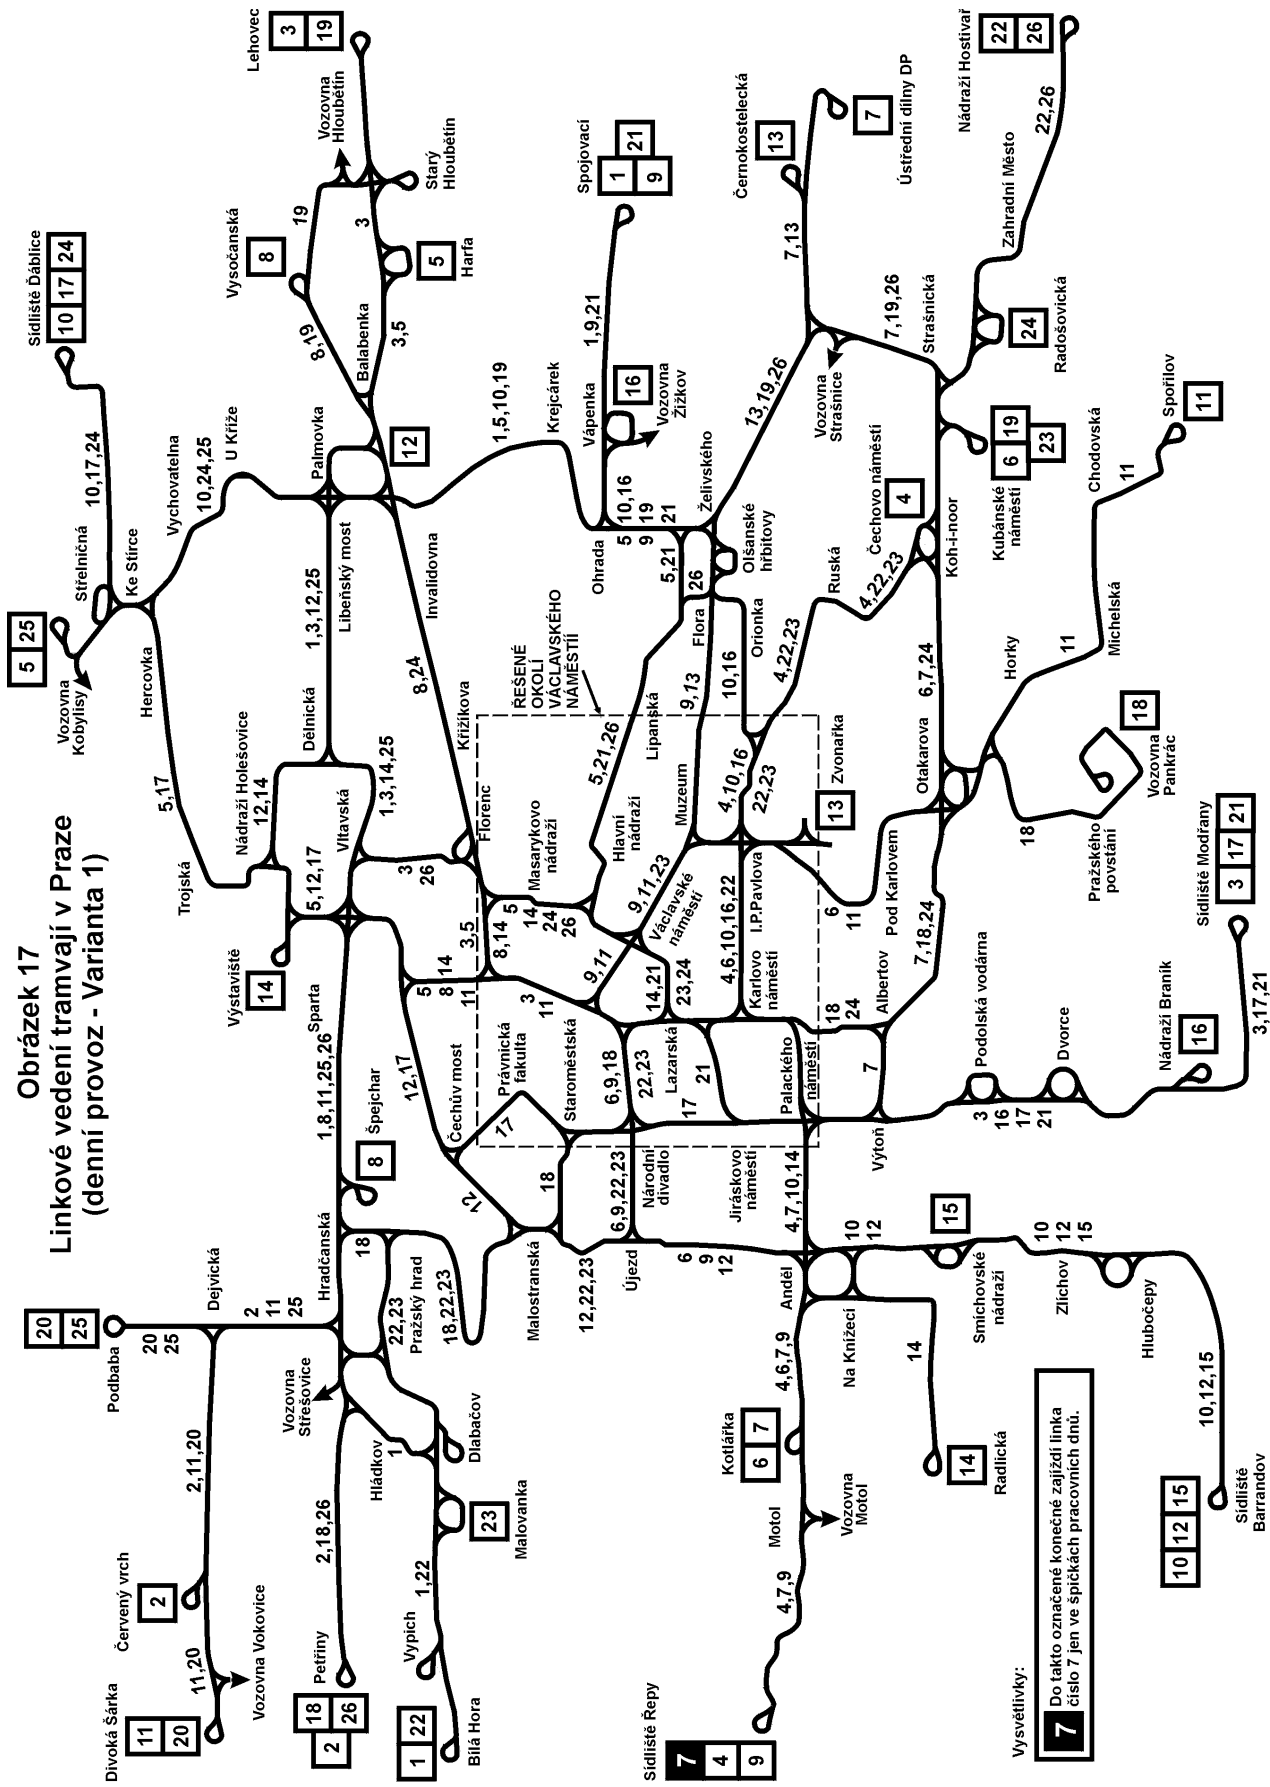 Obrázek 17
Linkové vedení tramvají v Praze
(denní provoz - Varianta 1)
Divoká Šárka
11
20
11,20
Vozovna Vokovice
Červený vrch
2
2,11,20
Podbaba
20
25
20
25
Dejvická
2
11
25
Hradčanská
Petřiny
18
26
2
2,18,26
Vozovna
Střešovice
Hládkov
1
Bílá Hora
1
22
Vypich
1,22
Malovanka
23
Dlabačov
22,23
Pražský hrad
18
18,22,23
Špejchar
8
1,8,11,25,26
Sparta
Výstaviště
14
Trojská
5,17
Nádraží Holešovice
12,14
5,12,17
Vltavská
Dělnická
1,3,14,25
3
26
Hercovka
Vozovna
Kobylisy
5
25
Střelničná
Ke Stírce
10,17,24
Sídliště Ďáblice
10
17
24
Vychovatelna
10,24,25
U Kříže
Palmovka
12
1,3,12,25
Libeňský most
Invalidovna
8,24
Křižíkova
Florenc
Balabenka
8,19
3,5
Vysočanská
8
19
3
Harfa
5
Vozovna
Hloubětín
Starý
Hloubětín
Lehovec
3
19
1,5,10,19
Krejcárek
Ohrada
Vápenka
16
Vozovna
Žižkov
1,9,21
Spojovací
1
9
21
5
9
10,16
19
21
5,21
Želivského
Olšanské
hřbitovy
Flora
26
9,13
Orionka
10,16
Lipanská
5,21,26
ŘEŠENÉ
OKOLÍ
VÁCLAVSKÉHO
NÁMĚSTÍÍ
13,19,26
Vozovna
Strašnice
7,13
Černokostelecká
13
Ústřední dílny DP
7
7,19,26
Strašnická
Nádraží Hostivař
22
26
22,26
Zahradní Město
Radošovická
24
Kubánské
náměstí
6
19
23
Koh-i-noor
Čechovo náměstí
4
Ruská
4,22,23
4,22,23
6,7,24
Otakarova
Horky
11
Michelská
Chodovská
11
Spořilov
11
18
Pražského
povstání
Vozovna
Pankrác
18
Zvonařka
13
6
11
Pod Karlovem
7,18,24
Albertov
18
24
7
Výtoň
Muzeum
4,10,16
22,23
I.P.Pavlova
4,6,10,16,22
Karlovo
náměstí
Václavské
náměstí
9,11,23
9,11
Hlavní
nádraží
Masarykovo
nádraží
5
14
24
26
8,14
3,5
5
8
11
14
3
11
14,21
23,24
Lazarská
21
22,23
6,9,18
17
Palackého
náměstí
Staroměstská
Právnická
fakulta
17
Čechův most
12,17
12
18
Malostranská
12,22,23
Újezd
6,9,22,23
Národní
divadlo
6
9
12
Jiráskovo
náměstí
4,7,10,14
Anděl
Na Knížecí
10
12
14
Radlická
14
Smíchovské
nádraží
15
Zlíchov
10
12
15
Hlubočepy
10,12,15
Sídliště
Barrandov
10
12
15
4,6,7,9
Kotlářka
6
7
Motol
Vozovna
Motol
4,7,9
Sídliště Řepy
7
4
9
Podolská vodárna
3
16
17
21
Dvorce
Nádraží Braník
16
3,17,21
Sídliště Modřany
3
17
21
Vysvětlivky:
7
Do takto označené konečné zajíždí linka
číslo 7 jen ve špičkách pracovních dnů.